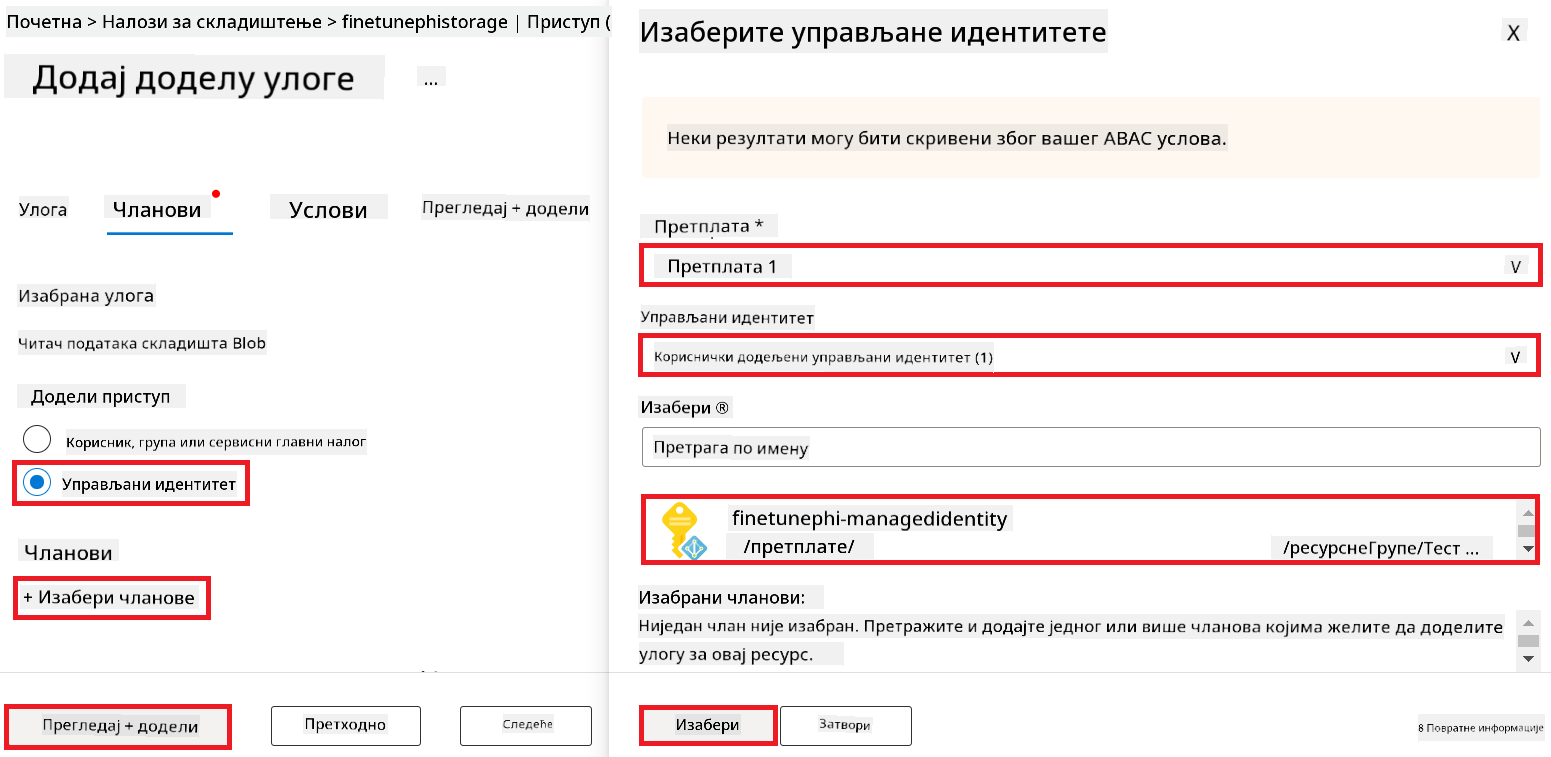 Почетна > Налози за складиштење > finetunephistorage | Приступ (
Додај доделу улоге
...
Улога
Чланови
Услови
Прегледај + додели
Изабрана улога
Читач података складишта Blob
Додели приступ
Корисник, група или сервисни главни налог
Управљани идентитет
Чланови
+ Изабери чланове
Прегледај + додели
Претходно
Следеће
Изаберите управљане идентитете
X
Неки резултати могу бити скривени због вашег ABAC услова.
Претплата *
Претплата 1
V
Управљани идентитет
Кориснички додељени управљани идентитет (1)
V
Изабери ®
Претрага по имену
finetunephi-managedidentity
/претплате/
/ресурснеГрупе/Тест ...
Изабрани чланови:
Ниједан члан није изабран. Претражите и додајте једног или више чланова којима желите да доделите
улогу за овај ресурс.
Изабери
Затвори
8 Повратне информације